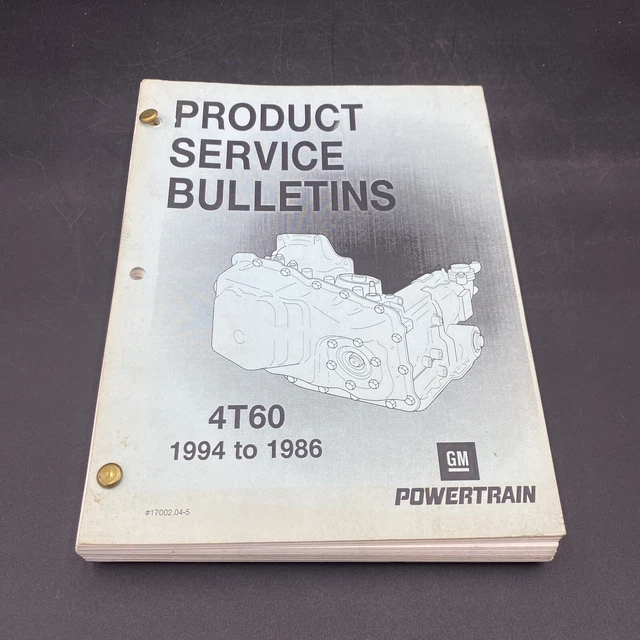 PRODUCT
SERVICE
BULLETINS
4T60
1994 to 1986
GM
POWERTRAIN
#17002.04-5